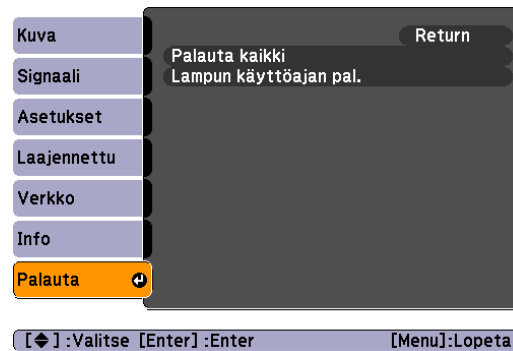 Kuva
Signaali
Asetukset
Laajennettu
Verkko
Info
Palauta
Return
Palauta kaikki
Lampun käyttöajan pal.
[◆]:Valitse [Enter]:Enter [Menu]:Lopeta